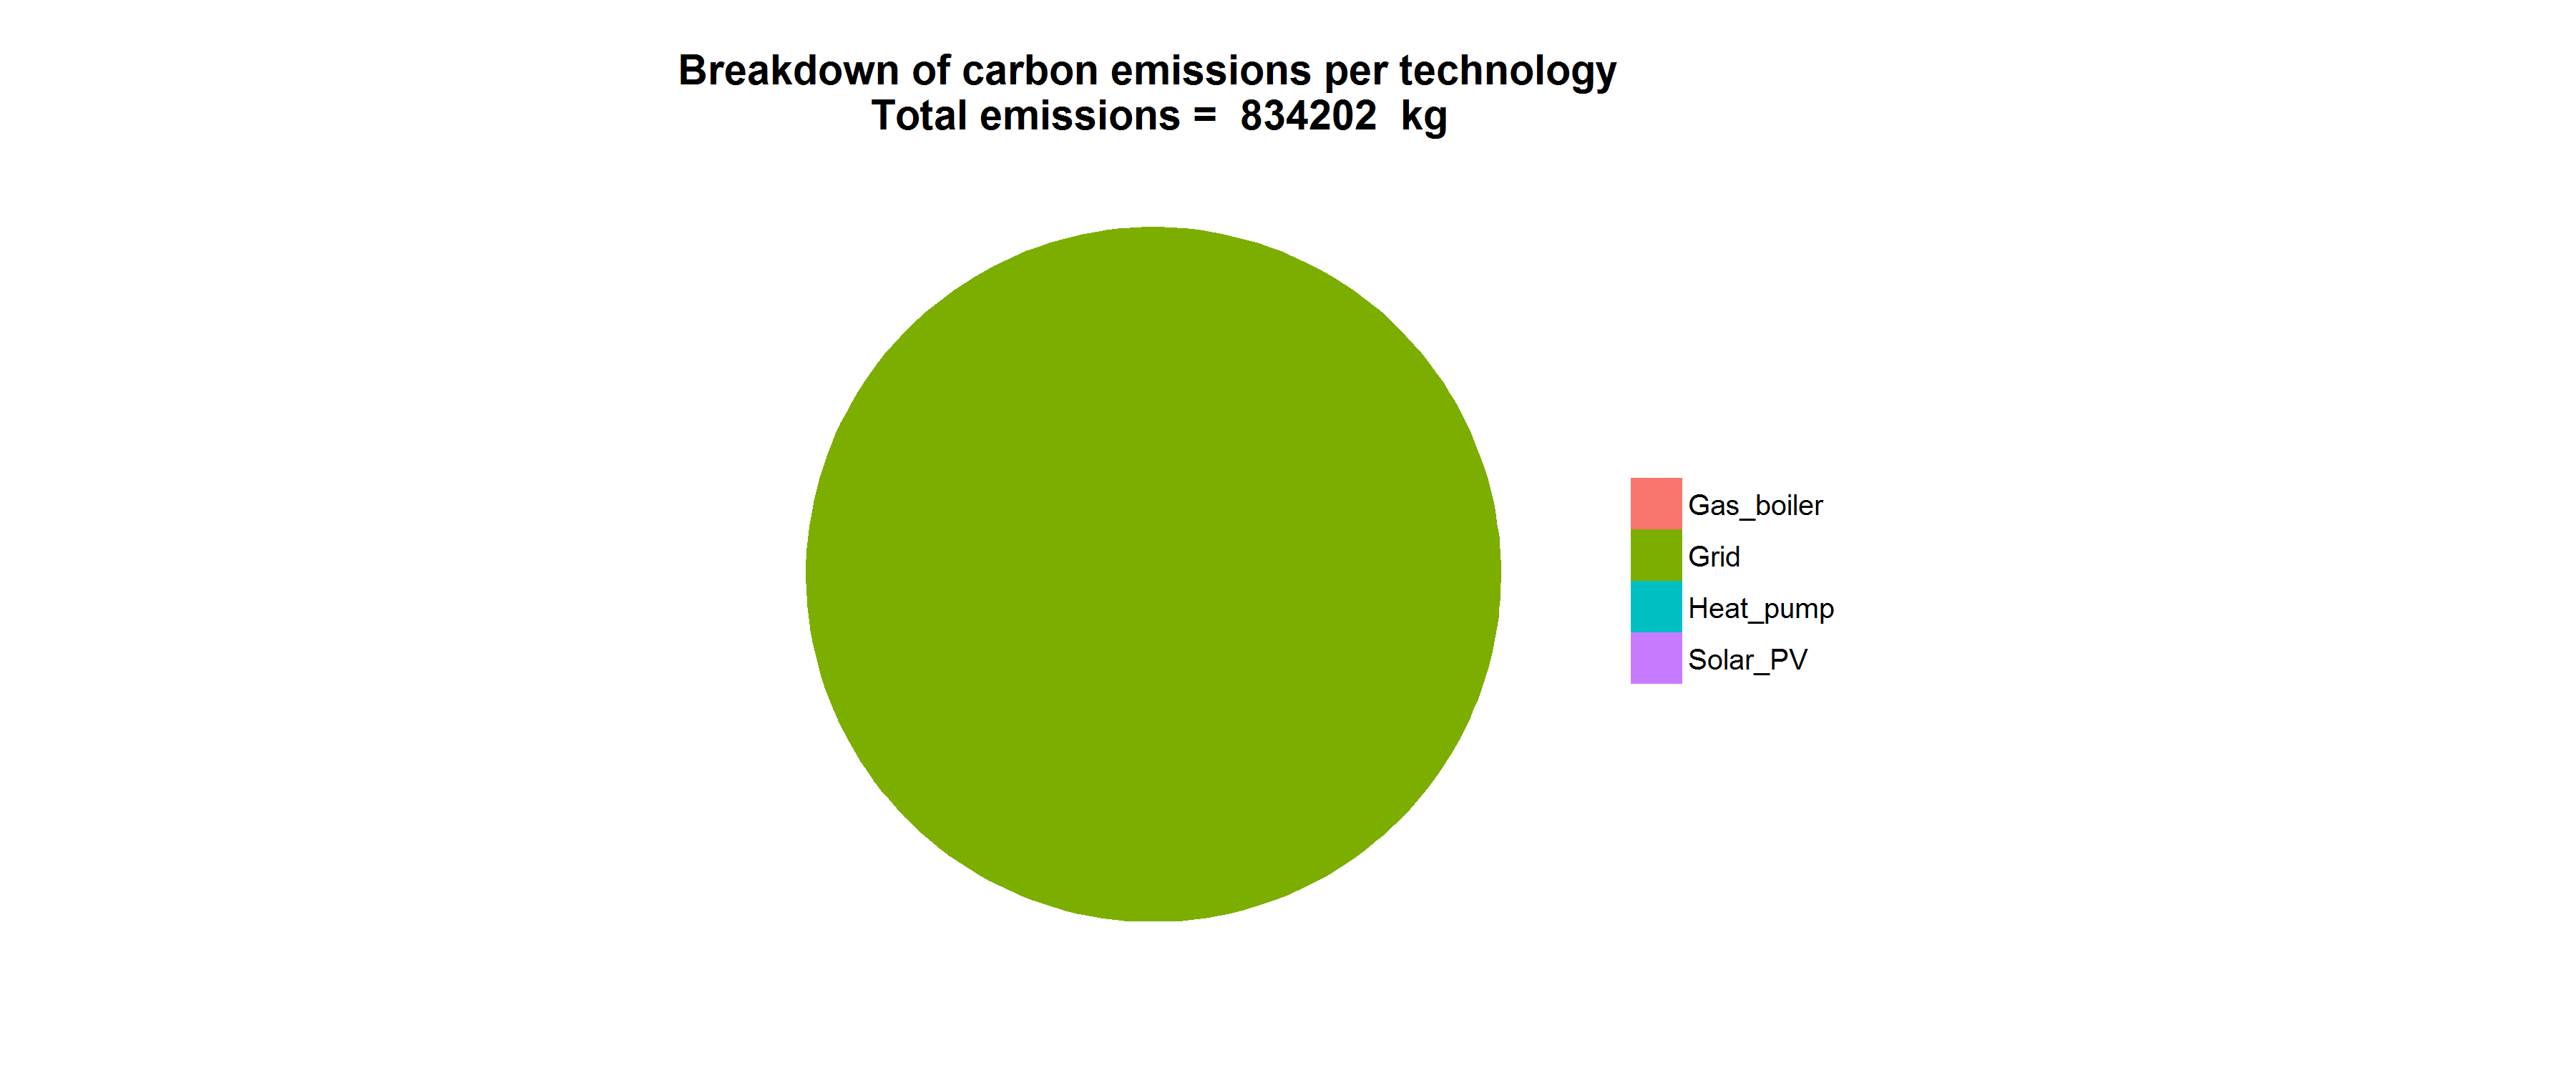 Breakdown of carbon emissions per technology
Total emissions =  834202  kg
Gas_boiler
Grid
Heat_pump
Solar_PV